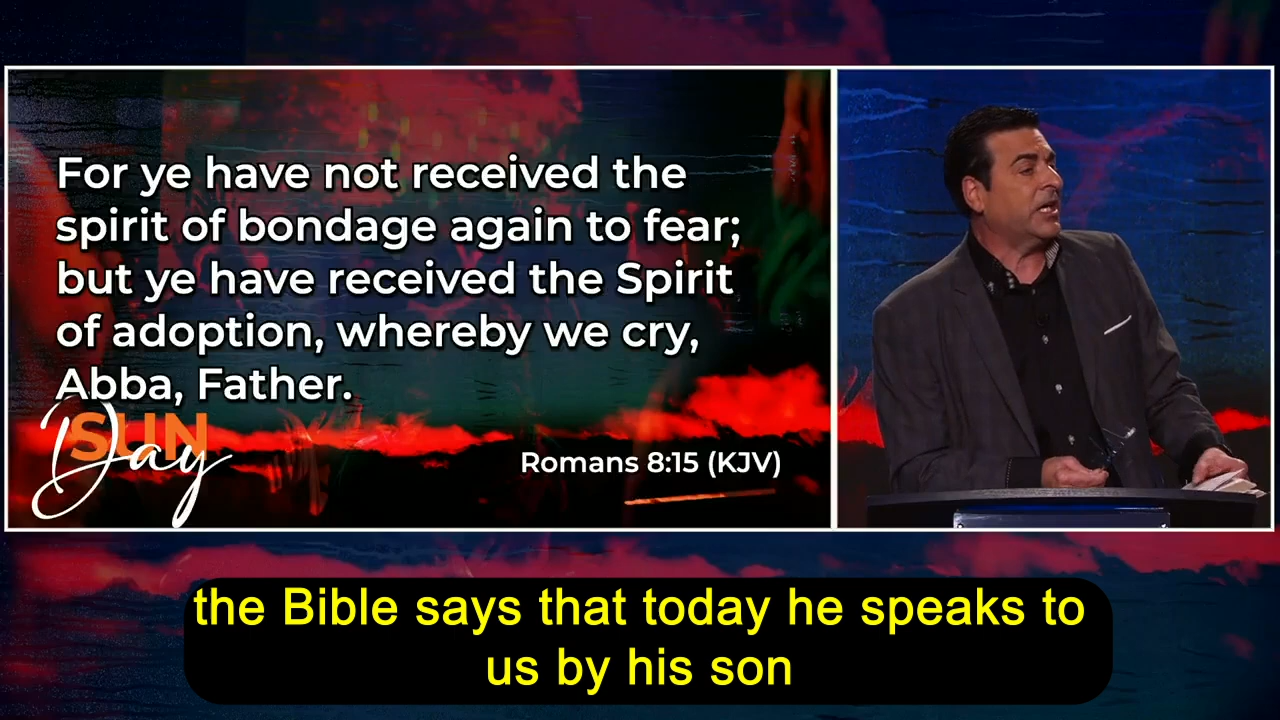 For ye have not received the
spirit of bondage again to fear;
but ye have received the Spirit
of adoption, whereby we cry,
Abba, Father.
SUN
Day
Romans 8:15 (KJV)
the Bible says that today he speaks to
us by his son